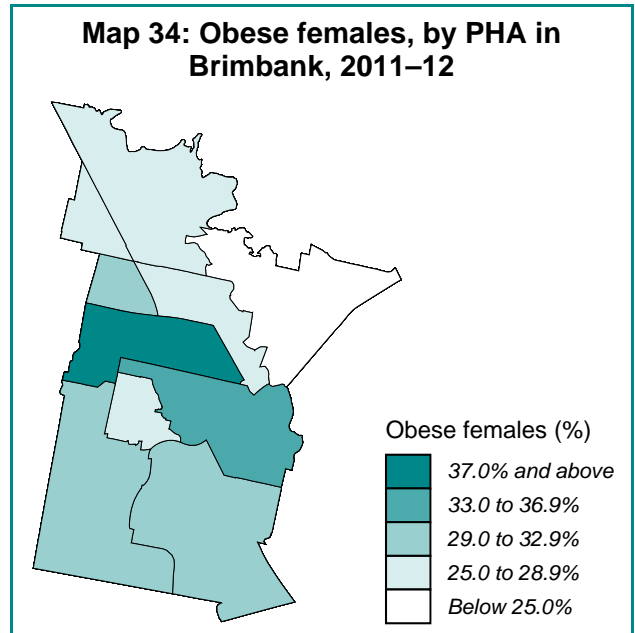 Map 34: Obese females, by PHA in
Brimbank, 2011–12
Obese females (%)
37.0% and above
33.0 to 36.9%
29.0 to 32.9%
25.0 to 28.9%
Below 25.0%